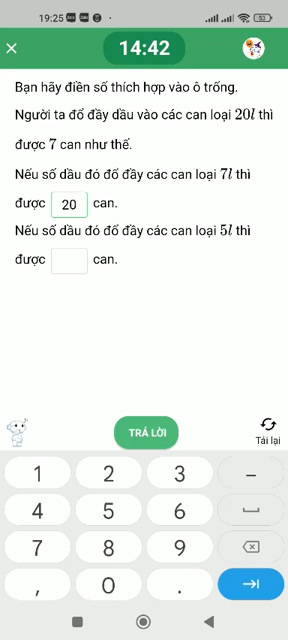 19:25
53
14:42
Bạn hãy điền số thích hợp vào ô trống.
Người ta đổ đầy dầu vào các can loại 20l thì
được 7 can như thế.
Nếu số dầu đó đổ đầy các can loại 7l thì
được 20 can.
Nếu số dầu đó đổ đầy các can loại 5l thì
được can.
TRẢ LỜI
Tải lại
1 2 3 –
4 5 6
7 8 9
, 0 .